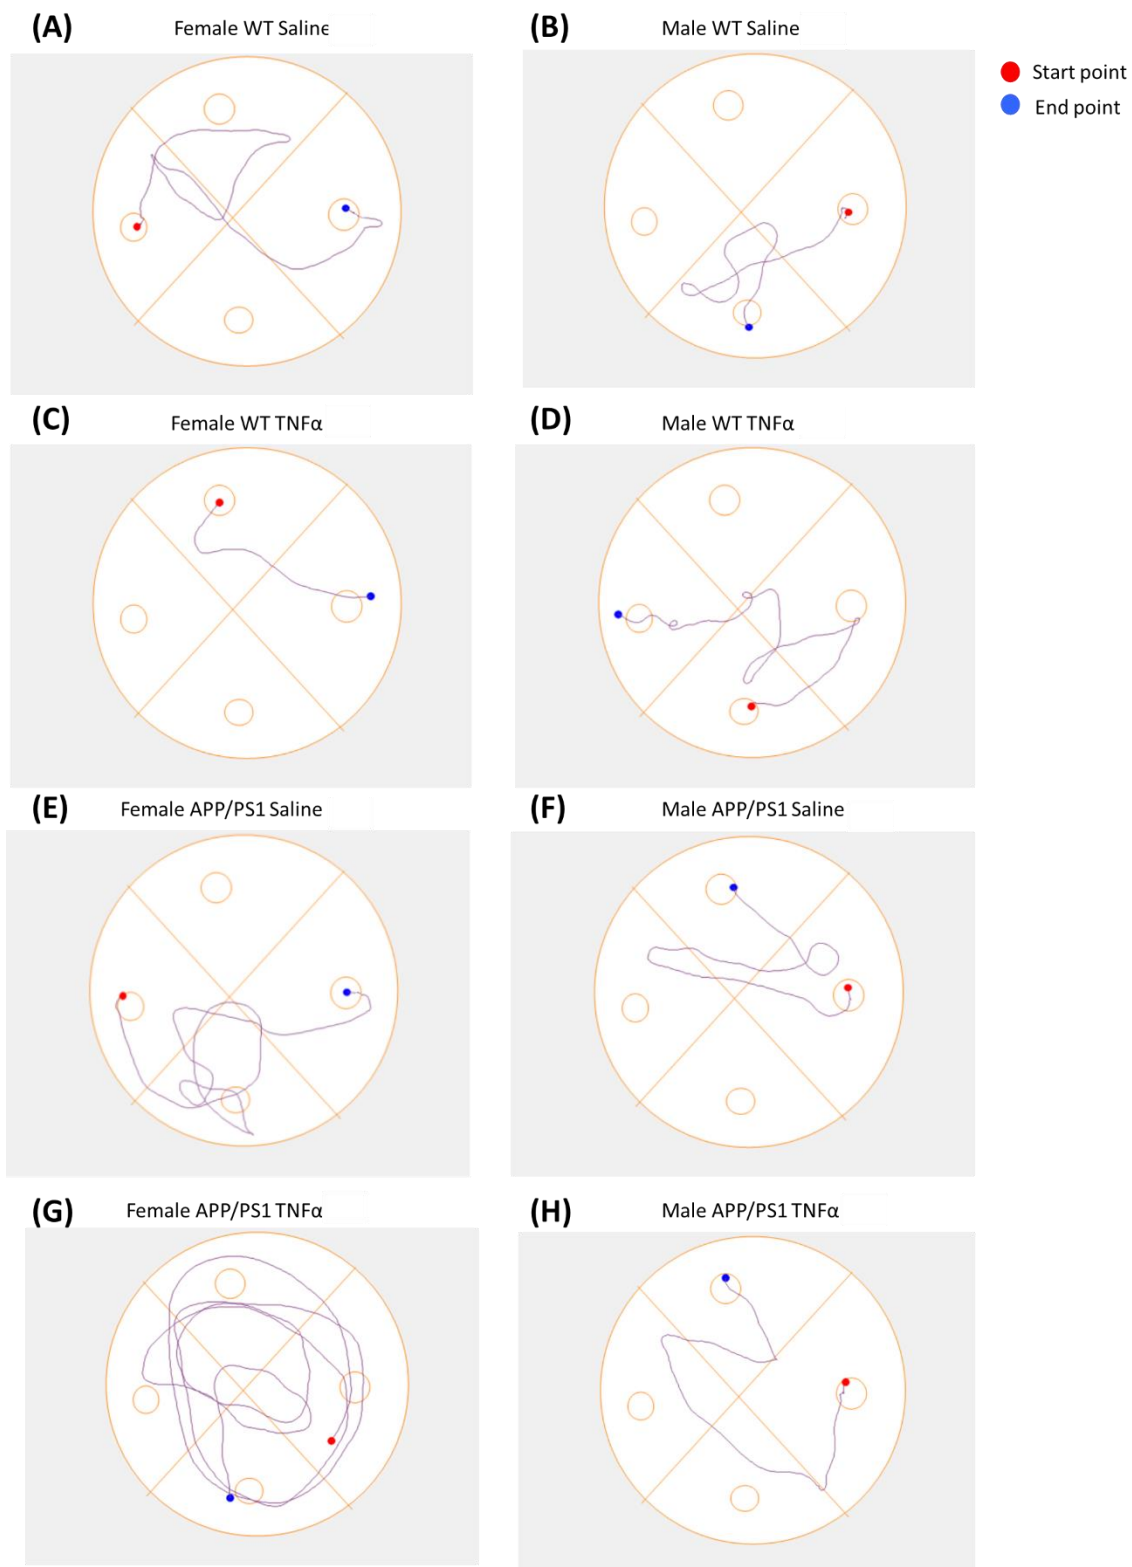 (A) Female WT Saline
(B) Male WT Saline
Start point
End point
(C) Female WT TNFα
(D) Male WT TNFα
(E) Female APP/PS1 Saline
(F) Male APP/PS1 Saline
(G) Female APP/PS1 TNFα
(H) Male APP/PS1 TNFα